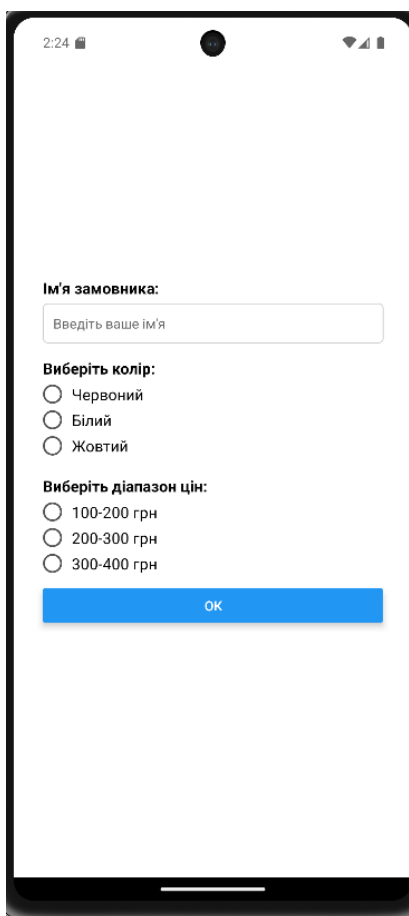 2:24
Ім'я замовника:
Введіть ваше ім'я
Виберіть колір:
Червоний
Білий
Жовтий
Виберіть діапазон цін:
100-200 грн
200-300 грн
300-400 грн
ОК